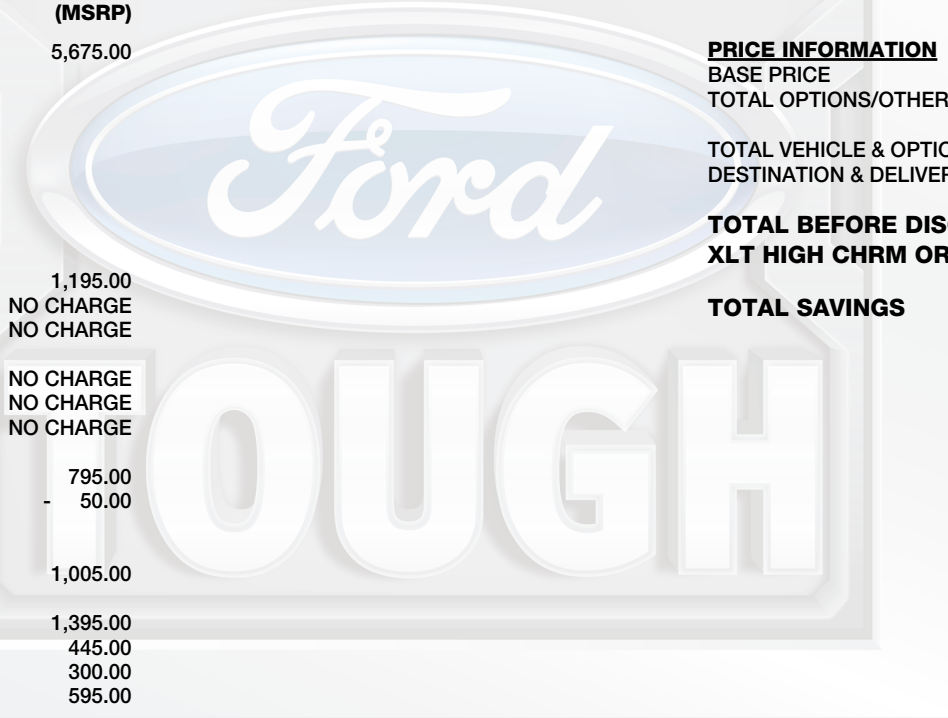 (MSRP)
5,675.00
1,195.00
NO CHARGE
NO CHARGE
NO CHARGE
NO CHARGE
NO CHARGE
795.00
- 50.00
1,005.00
1,395.00
445.00
300.00
595.00
Ford
TOUGH
PRICE INFORMATION
BASE PRICE
TOTAL OPTIONS/OTHER
TOTAL VEHICLE & OPTIO
DESTINATION & DELIVER
TOTAL BEFORE DIS
XLT HIGH CHRM OR
TOTAL SAVINGS